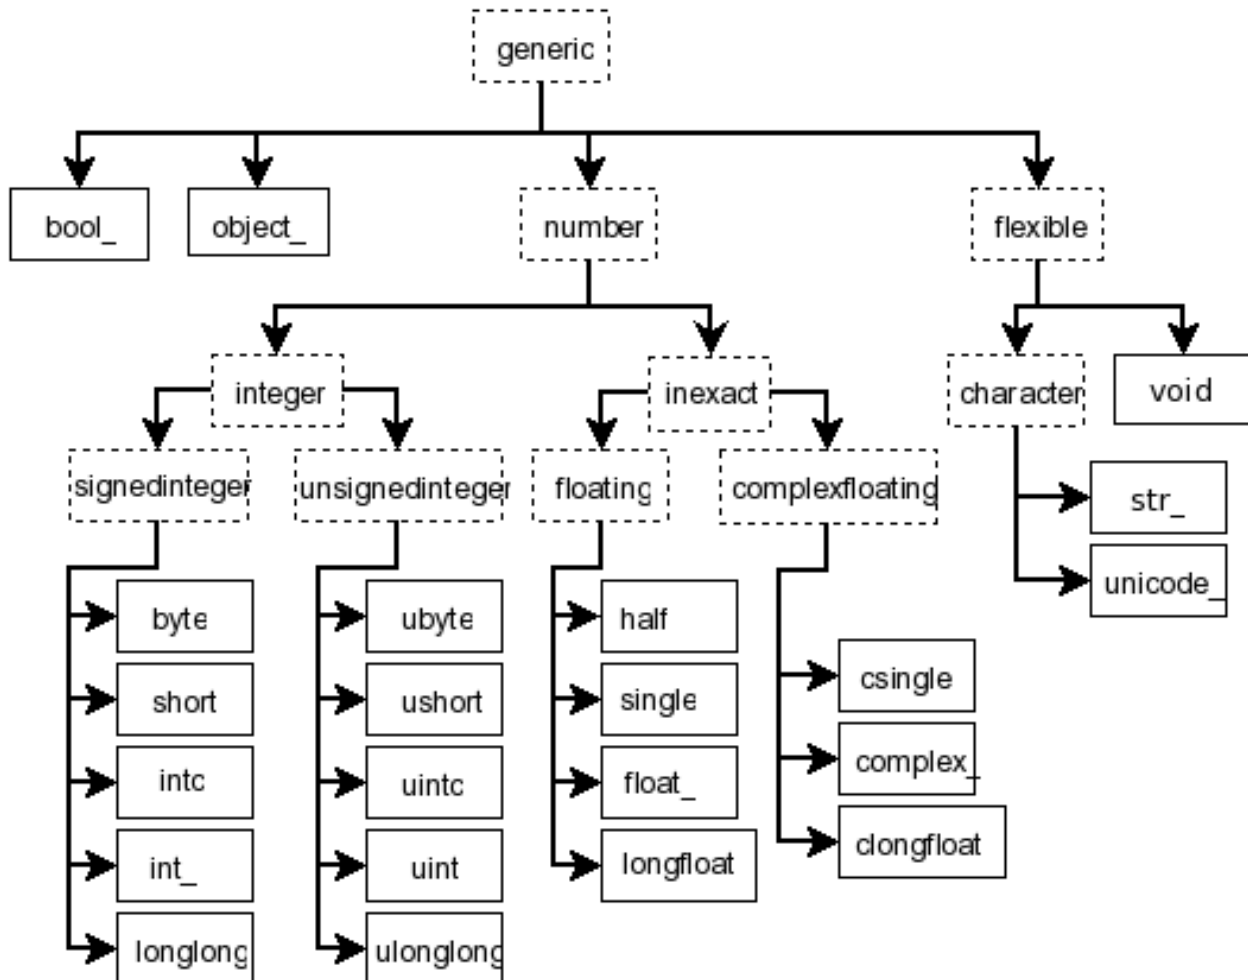 generic
bool_
object_
number
flexible
integer
inexact
character
void
signedinteger
unsignedinteger
floating
complexfloating
str_
unicode_
byte
ubyte
half
short
ushort
single
csingle
intc
uintc
float_
complex_
int_
uint
longfloat
clongfloat
longlong
ulonglong